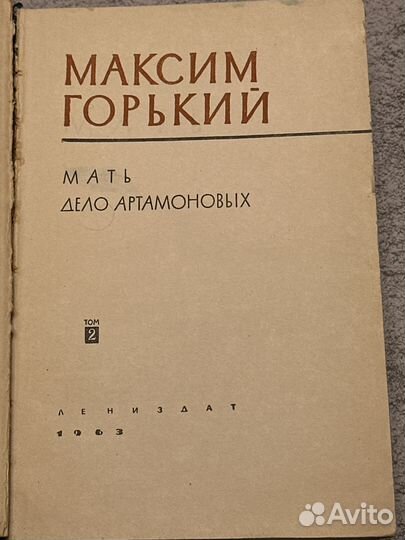 МАКСИМ
ГОРЬКИЙ
МАТЬ
ДЕЛО АРТАМОНОВЫХ
ТОМ
2
ЛЕНИЗДАТ
1963
Avito